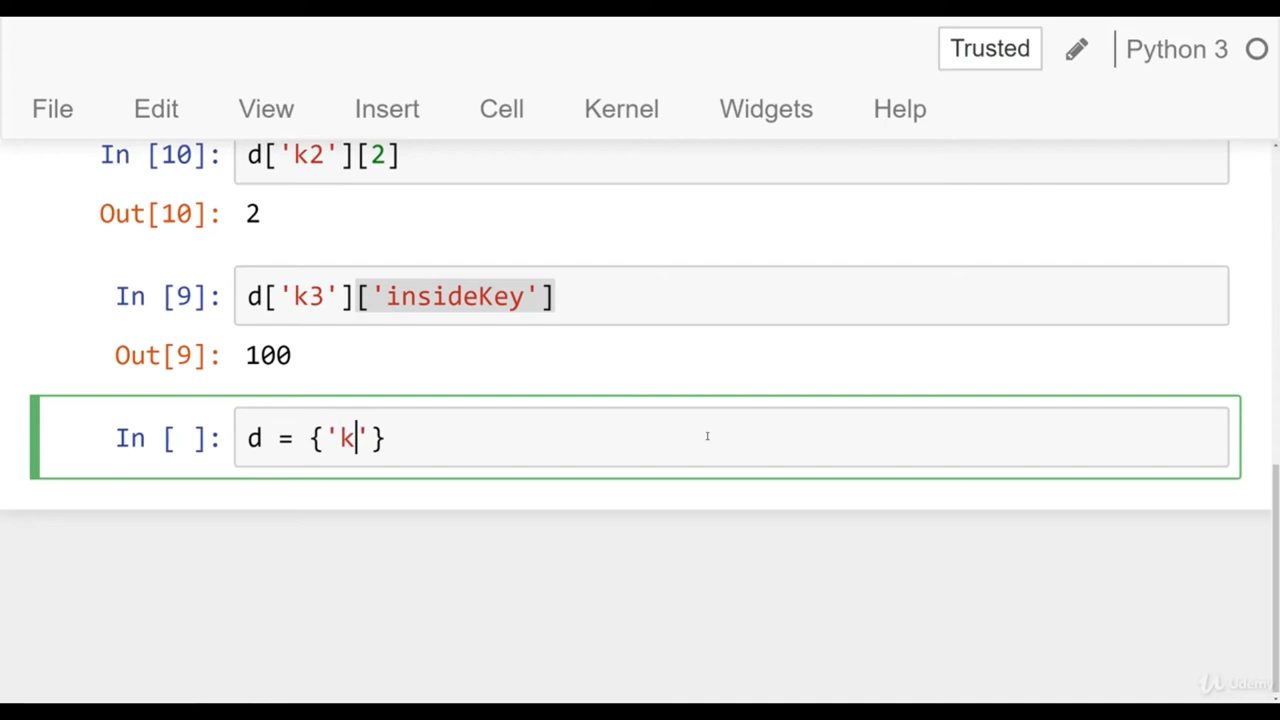 Trusted Python 3
File Edit View Insert Cell Kernel Widgets Help
In [10]: d['k2'][2]
Out[10]: 2
In [9]: d['k3']['insideKey']
Out[9]: 100
In [ ]: d = {'k'}
Udemy